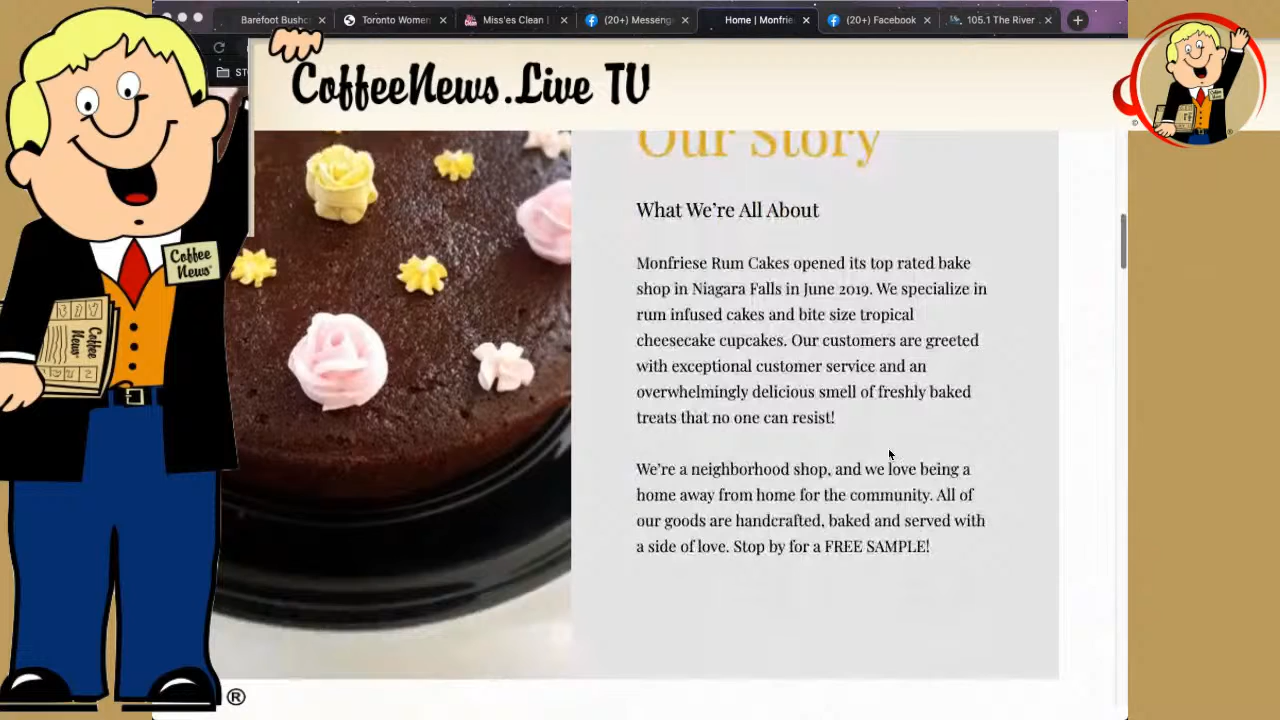 Barefoot Bushc
Toronto Women
Miss'es Clean |
(20+) Messeng
Home | Monfrie
(20+) Facebook
105.1 The River
CoffeeNews.Live TV
Our Story
What We're All About
Monfriese Rum Cakes opened its top rated bake
shop in Niagara Falls in June 2019. We specialize in
rum infused cakes and bite size tropical
cheesecake cupcakes. Our customers are greeted
with exceptional customer service and an
overwhelmingly delicious smell of freshly baked
treats that no one can resist!
We're a neighborhood shop, and we love being a
home away from home for the community. All of
our goods are handcrafted, baked and served with
a side of love. Stop by for a FREE SAMPLE!
Coffee
News®
Coffee
News®
®